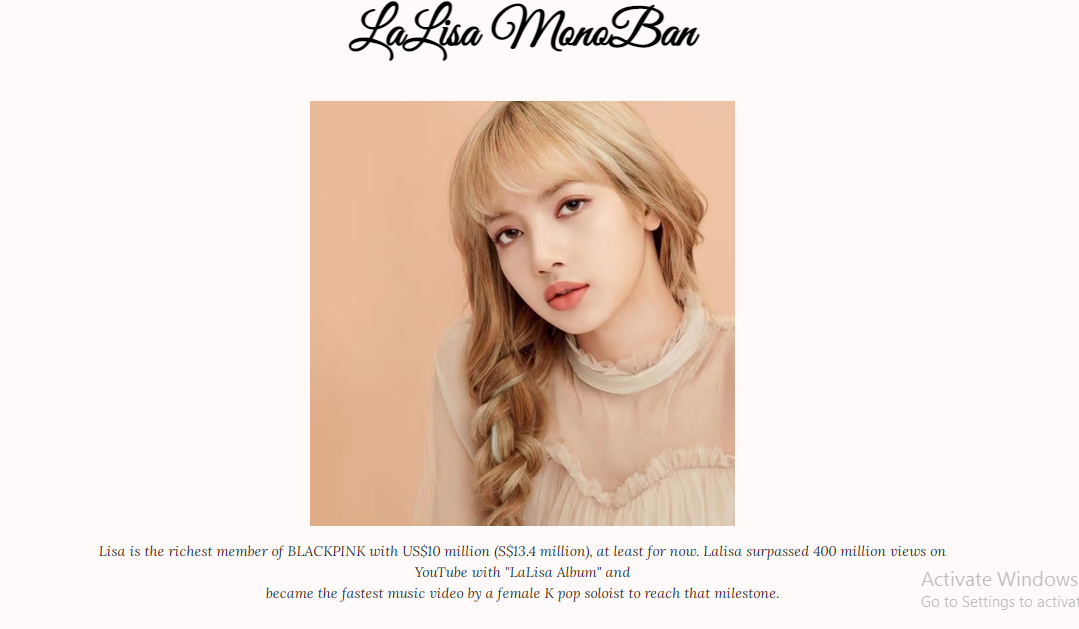 LaLisa MonoBan
Lisa is the richest member of BLACKPINK with US$10 million (S$13.4 million), at least for now. Lalisa surpassed 400 million views on
YouTube with "LaLisa Album" and
became the fastest music video by a female K pop soloist to reach that milestone.
Activate Windows
Go to Settings to activat